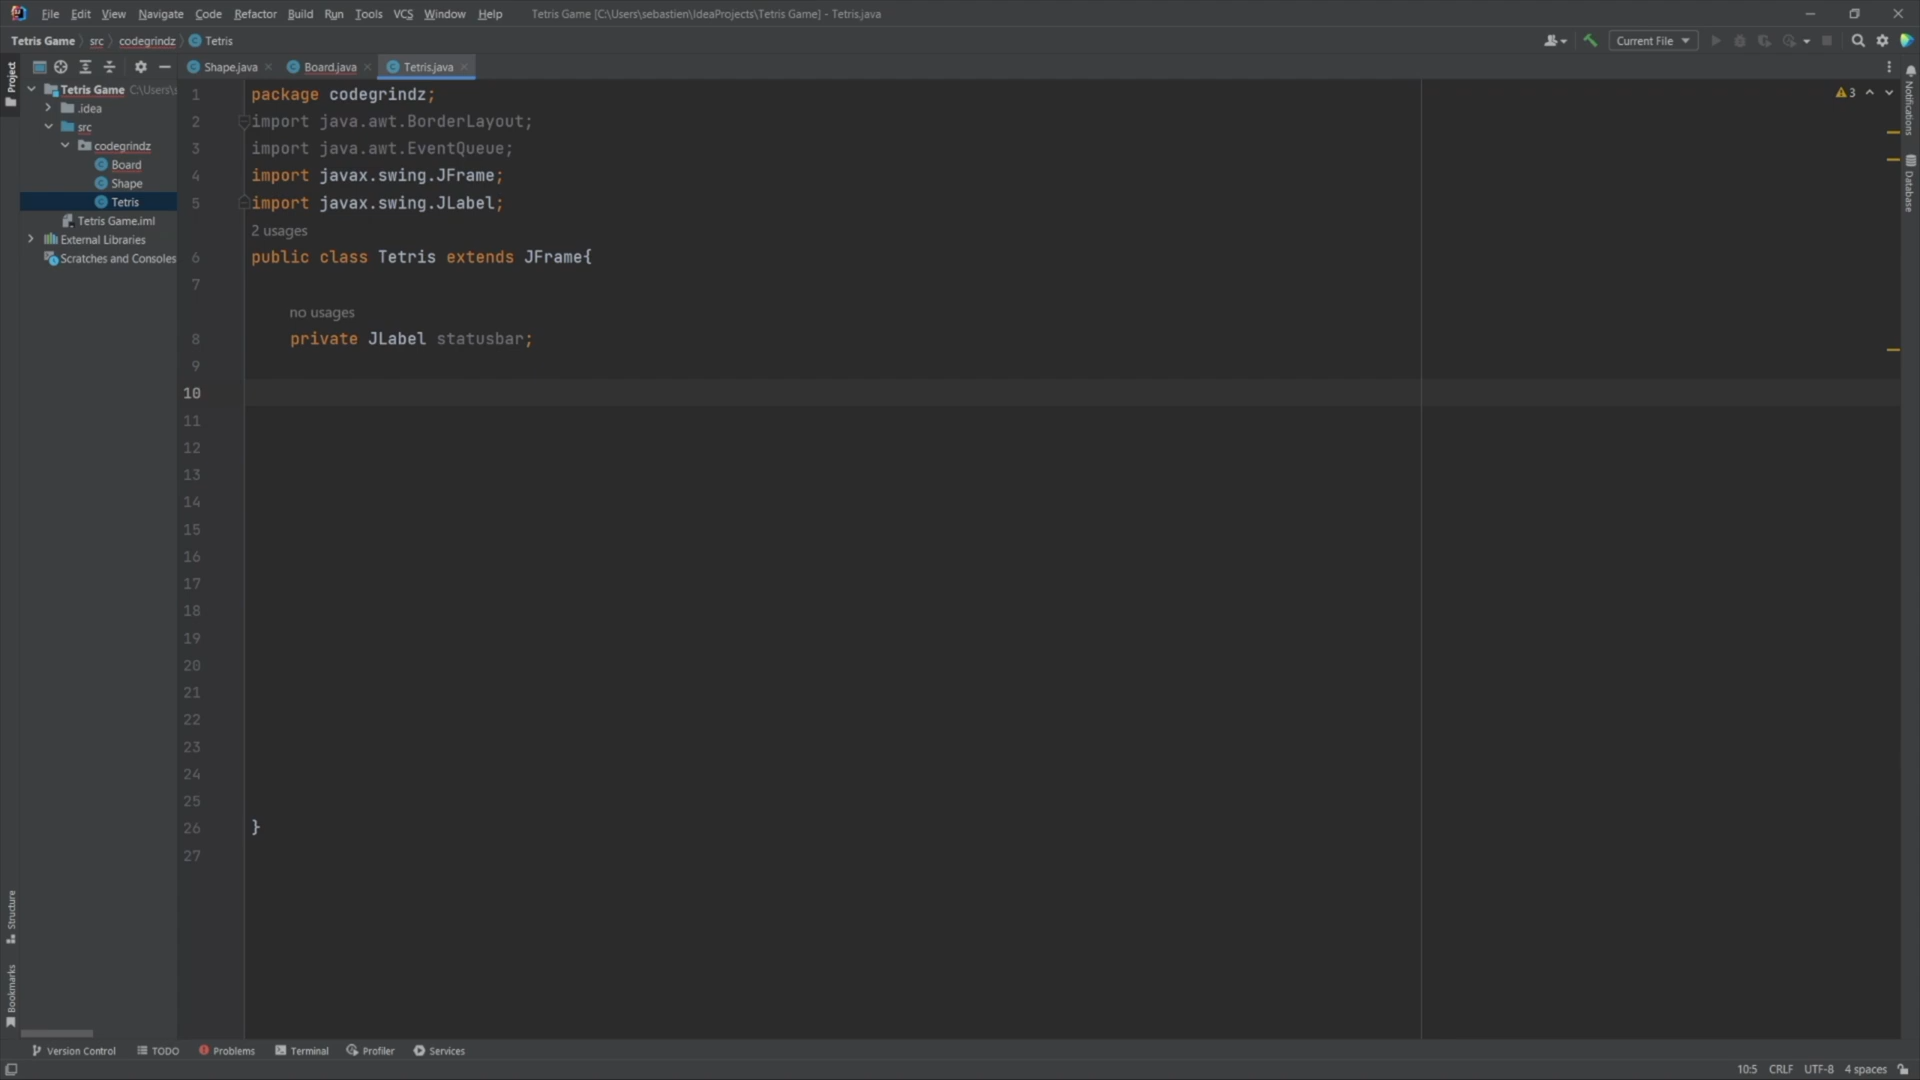 File Edit View Navigate Code Refactor Build Run Tools VCS Window Help Tetris Game [C:\Users\sebastien\IdeaProjects\Tetris Game] - Tetris.java
Tetris Game src codegrindz Tetris Current File
Project
Shape.java Board.java Tetris.java
Tetris Game C:\Users\s
.idea
src
codegrindz
Board
Shape
Tetris
Tetris Game.iml
External Libraries
Scratches and Consoles
1 package codegrindz;
2 import java.awt.BorderLayout;
3 import java.awt.EventQueue;
4 import javax.swing.JFrame;
5 import javax.swing.JLabel;
2 usages
6 public class Tetris extends JFrame{
7
no usages
8 private JLabel statusbar;
9
10
11
12
13
14
15
16
17
18
19
20
21
22
23
24
25
26 }
27
3
Notifications
Database
Structure
Bookmarks
Version Control TODO Problems Terminal Profiler Services
10:5 CRLF UTF-8 4 spaces